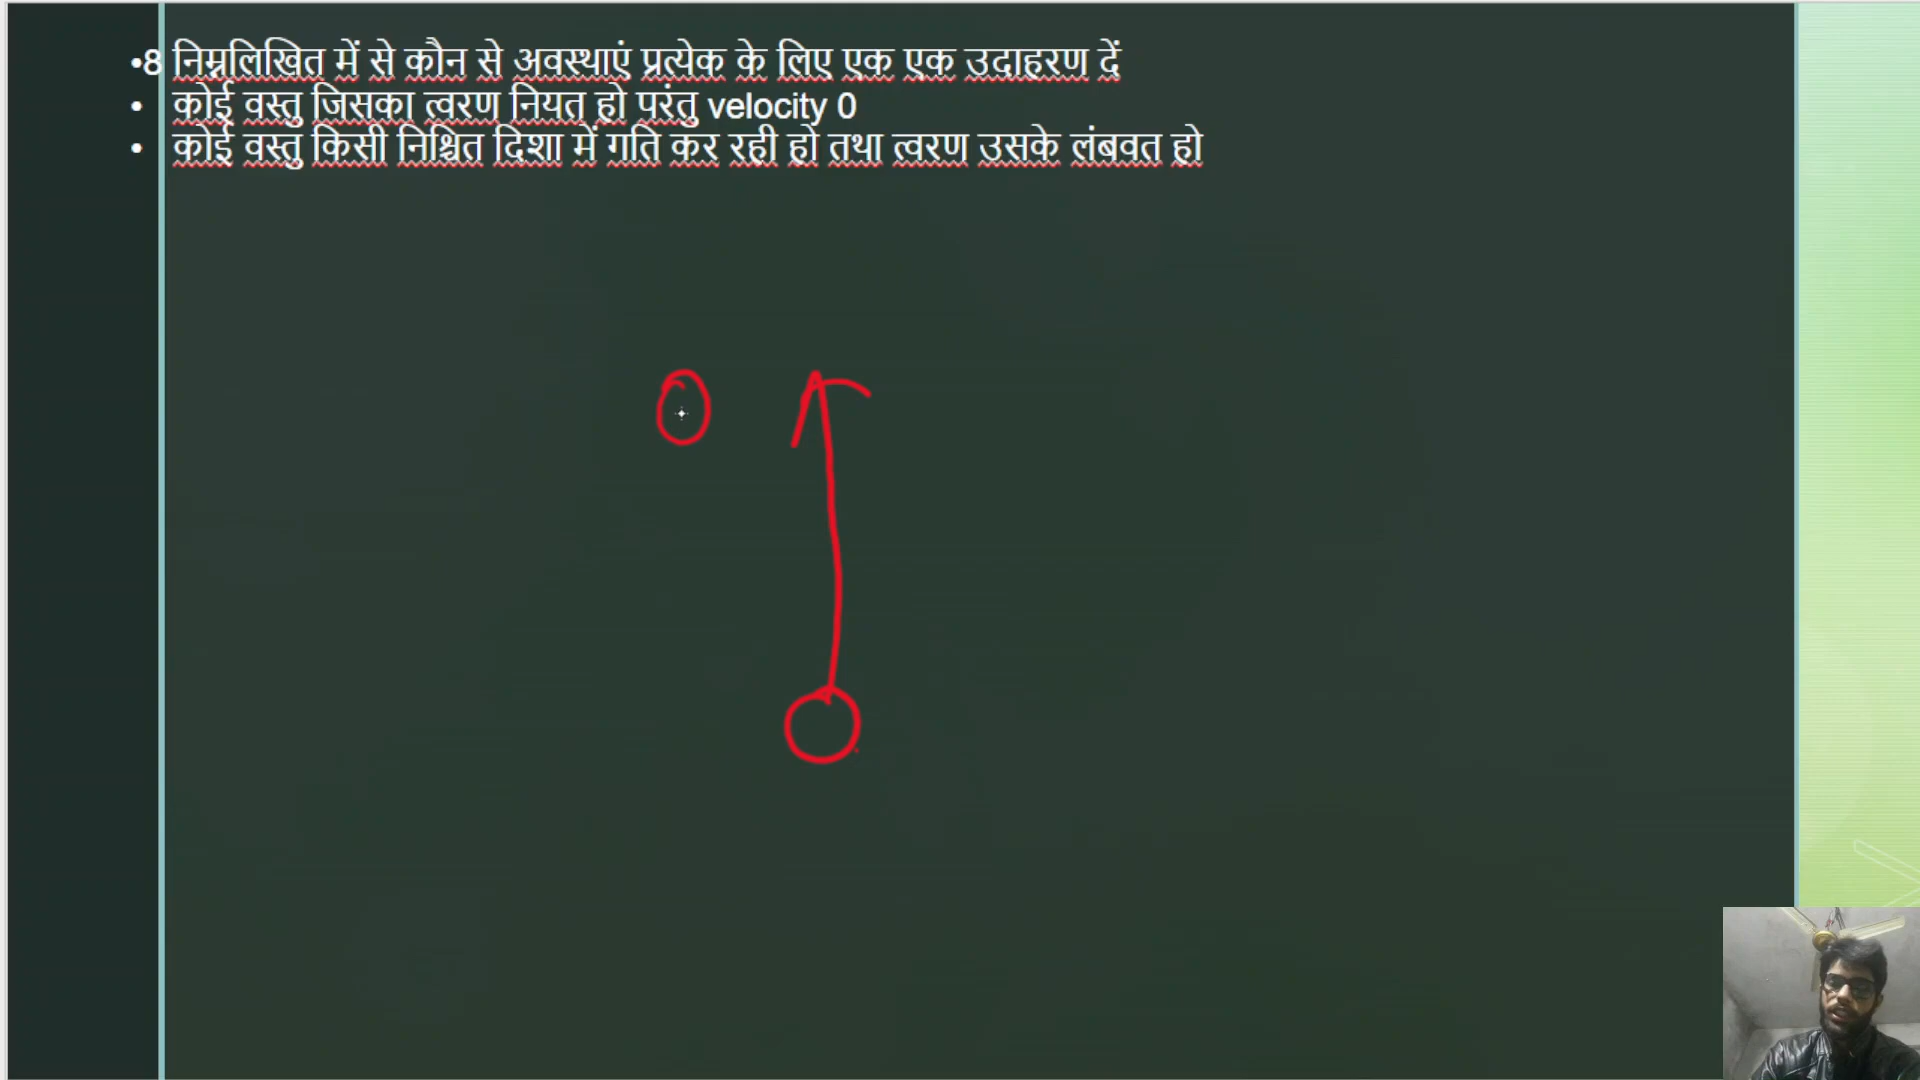 •8 निम्नलिखित में से कौन से अवस्थाएं प्रत्येक के लिए एक एक उदाहरण दें
• कोई वस्तु जिसका त्वरण नियत हो परंतु velocity 0
• कोई वस्तु किसी निश्चित दिशा में गति कर रही हो तथा त्वरण उसके लंबवत हो